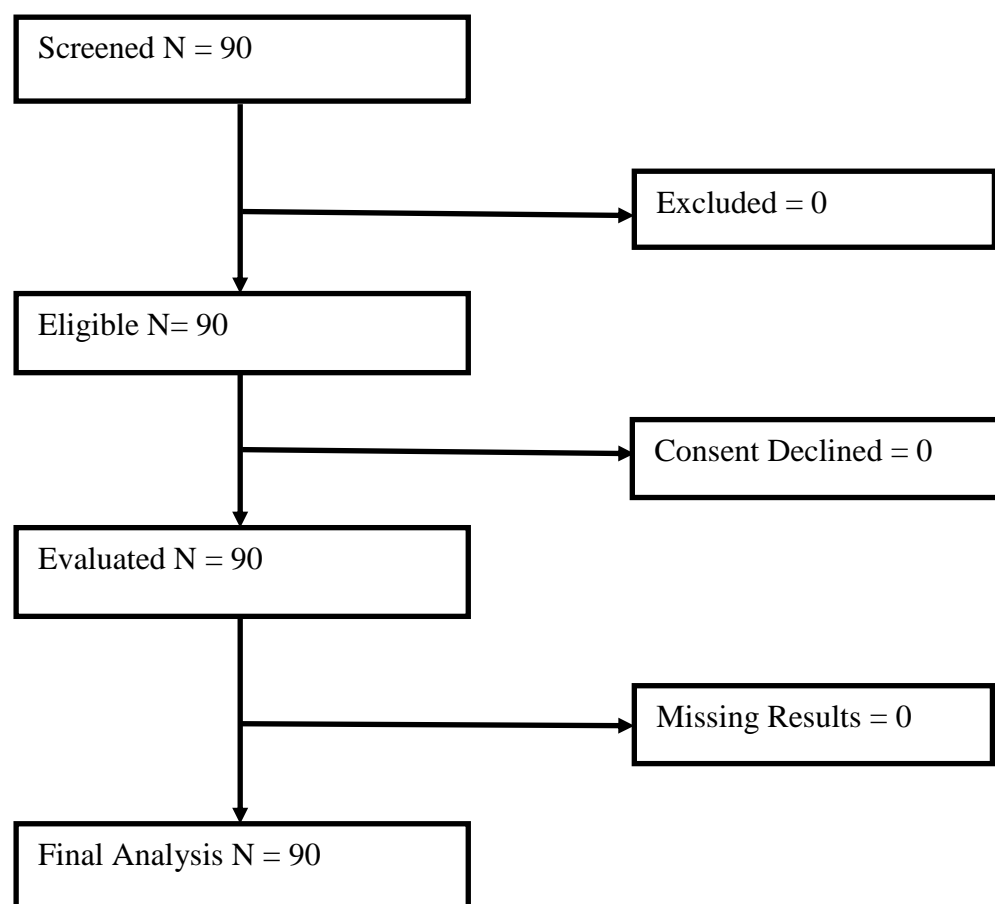 Screened N = 90
Excluded = 0
Eligible N= 90
Consent Declined = 0
Evaluated N = 90
Missing Results = 0
Final Analysis N = 90